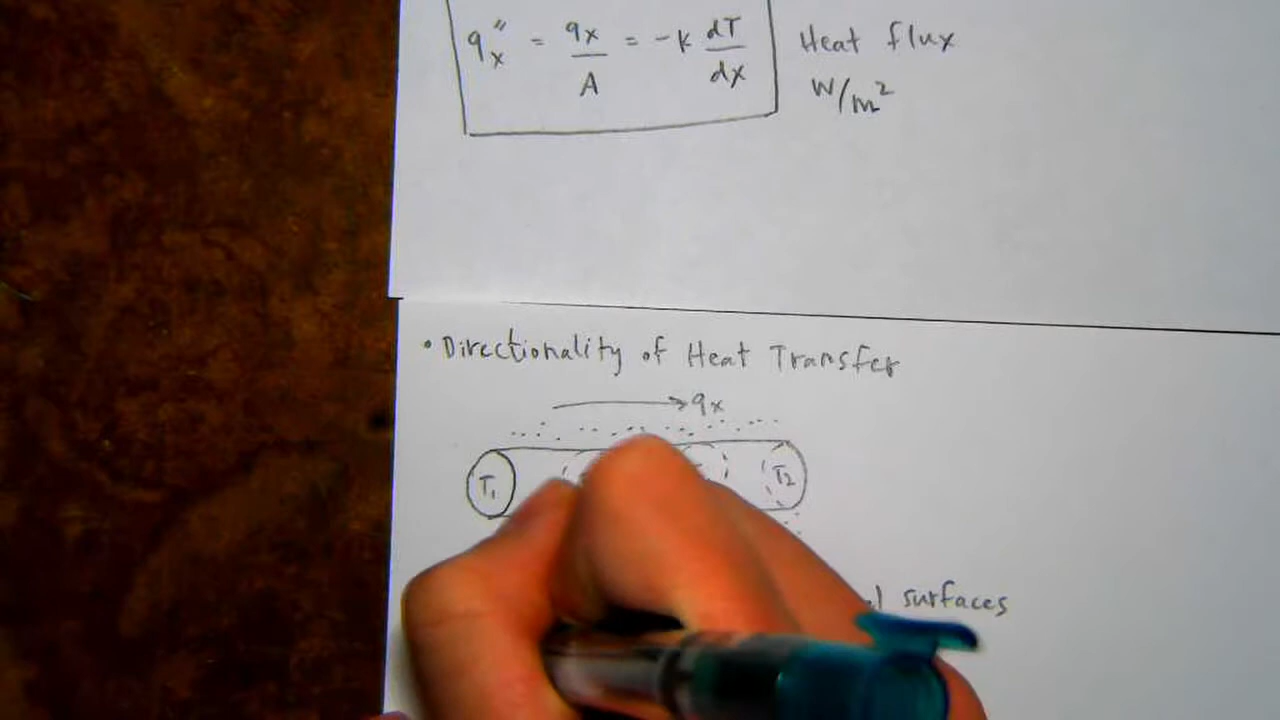 q″x = qx/A = -k dT/dx Heat flux
W/m²
• Directionality of Heat Transfer
→ qx
T₁ T₂
surfaces